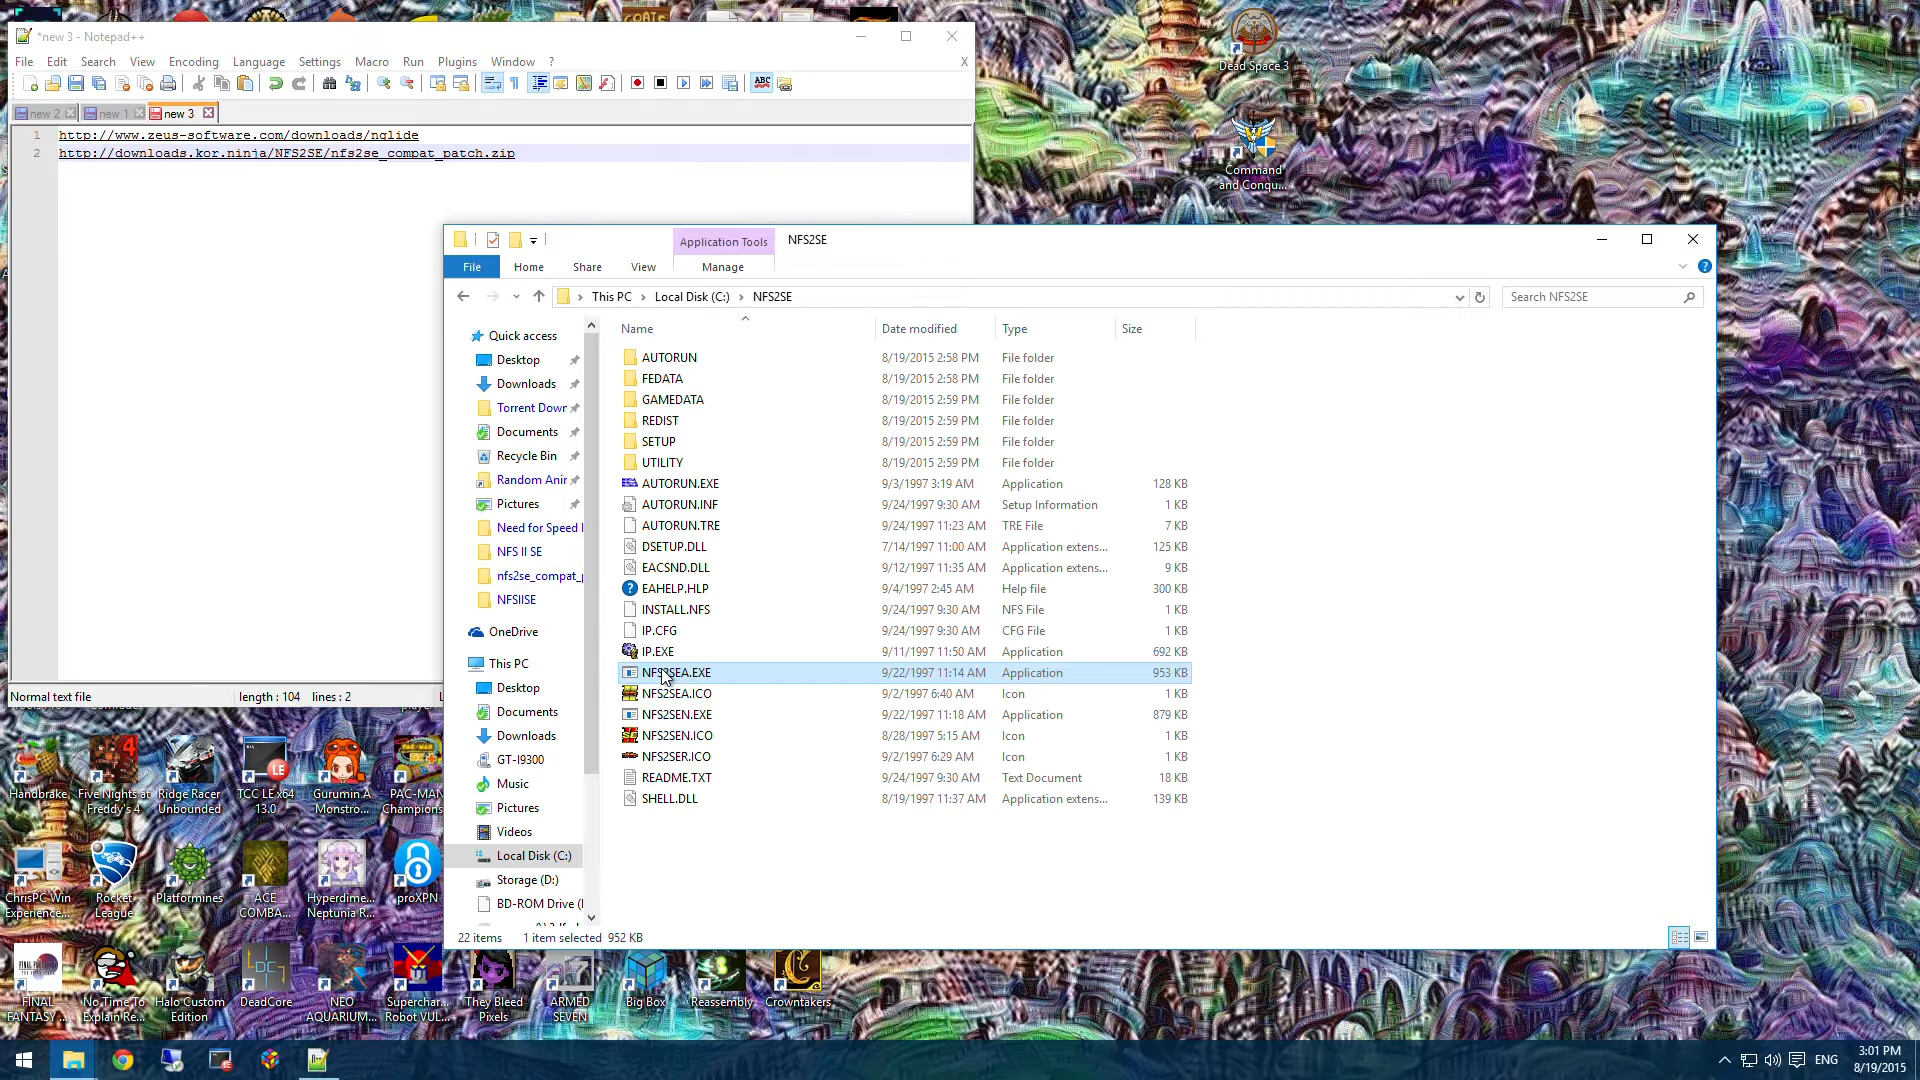 *new 3 - Notepad++
File Edit Search View Encoding Language Settings Macro Run Plugins Window ? X
new 2 new 1 new 3
1 http://www.zeus-software.com/downloads/nglide
2 http://downloads.kor.ninja/NFS2SE/nfs2se_compat_patch.zip
Normal text file length : 104 lines : 2
Dead Space 3
Command
and Conqu...
Application Tools NFS2SE
File Home Share View Manage
This PC Local Disk (C:) NFS2SE Search NFS2SE
Name Date modified Type Size
AUTORUN 8/19/2015 2:58 PM File folder
FEDATA 8/19/2015 2:58 PM File folder
GAMEDATA 8/19/2015 2:59 PM File folder
REDIST 8/19/2015 2:59 PM File folder
SETUP 8/19/2015 2:59 PM File folder
UTILITY 8/19/2015 2:59 PM File folder
AUTORUN.EXE 9/3/1997 3:19 AM Application 128 KB
AUTORUN.INF 9/24/1997 9:30 AM Setup Information 1 KB
AUTORUN.TRE 9/24/1997 11:23 AM TRE File 7 KB
DSETUP.DLL 7/14/1997 11:00 AM Application extens... 125 KB
EACSND.DLL 9/12/1997 11:35 AM Application extens... 9 KB
EAHELP.HLP 9/4/1997 2:45 AM Help file 300 KB
INSTALL.NFS 9/24/1997 9:30 AM NFS File 1 KB
IP.CFG 9/24/1997 9:30 AM CFG File 1 KB
IP.EXE 9/11/1997 11:50 AM Application 692 KB
NFS2SEA.EXE 9/22/1997 11:14 AM Application 953 KB
NFS2SEA.ICO 9/2/1997 6:40 AM Icon 1 KB
NFS2SEN.EXE 9/22/1997 11:18 AM Application 879 KB
NFS2SEN.ICO 8/28/1997 5:15 AM Icon 1 KB
NFS2SER.ICO 9/2/1997 6:29 AM Icon 1 KB
README.TXT 9/24/1997 9:30 AM Text Document 18 KB
SHELL.DLL 8/19/1997 11:37 AM Application extens... 139 KB
Quick access
Desktop
Downloads
Torrent Down
Documents
Recycle Bin
Random Anir
Pictures
Need for Speed I
NFS II SE
nfs2se_compat_p
NFSIISE
OneDrive
This PC
Desktop
Documents
Downloads
GT-I9300
Music
Pictures
Videos
Local Disk (C:)
Storage (D:)
BD-ROM Drive (
22 items 1 item selected 952 KB
Handbrake Five Nights at
Freddy's 4 Ridge Racer
Unbounded TCC LE x64
13.0 Gurumin A
Monstro... PAC-MAN
Champions
ChrisPC Win
Experience... Rocket
League Platformines ACE
COMBA... Hyperdime...
Neptunia R... proXPN
FINAL
FANTASY ... No Time To
Explain Re... Halo Custom
Edition DeadCore NEO
AQUARIUM... Superchar...
Robot VUL... They Bleed
Pixels ARMED
SEVEN Big Box Reassembly Crowntakers
ENG 3:01 PM
8/19/2015